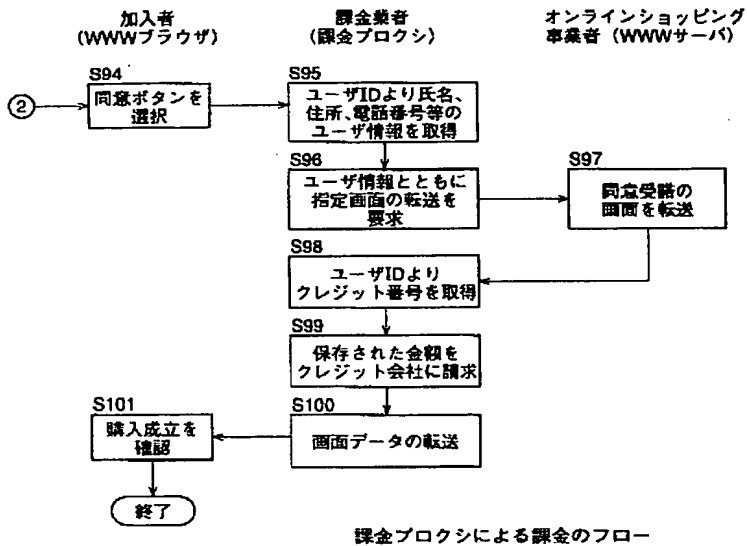 加入者
(WWWブラウザ)
課金業者
(課金プロクシ)
オンラインショッピング
事業者(WWWサーバ)
②
S94
同意ボタンを
選択
S95
ユーザIDより氏名、
住所、電話番号等の
ユーザ情報を取得
S96
ユーザ情報とともに
指定画面の転送を
要求
S97
同意受諾の
画面を転送
S98
ユーザIDより
クレジット番号を取得
S99
保存された金額を
クレジット会社に請求
S100
画面データの転送
S101
購入成立を
確認
終了
課金プロクシによる課金のフロー